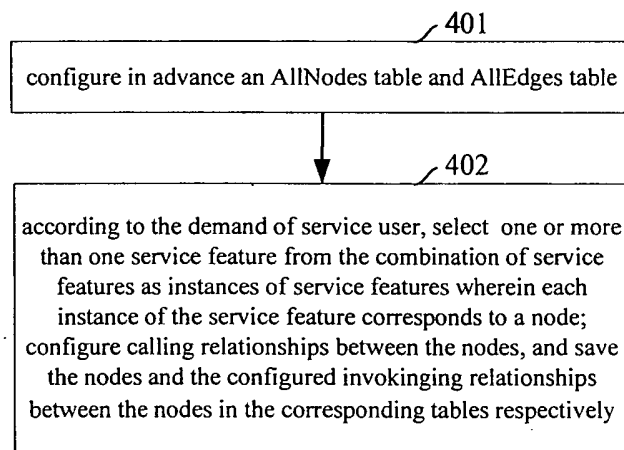 401
configure in advance an AllNodes table and AllEdges table
402
according to the demand of service user, select one or more
than one service feature from the combination of service
features as instances of service features wherein each
instance of the service feature corresponds to a node;
configure calling relationships between the nodes, and save
the nodes and the configured invokinging relationships
between the nodes in the corresponding tables respectively